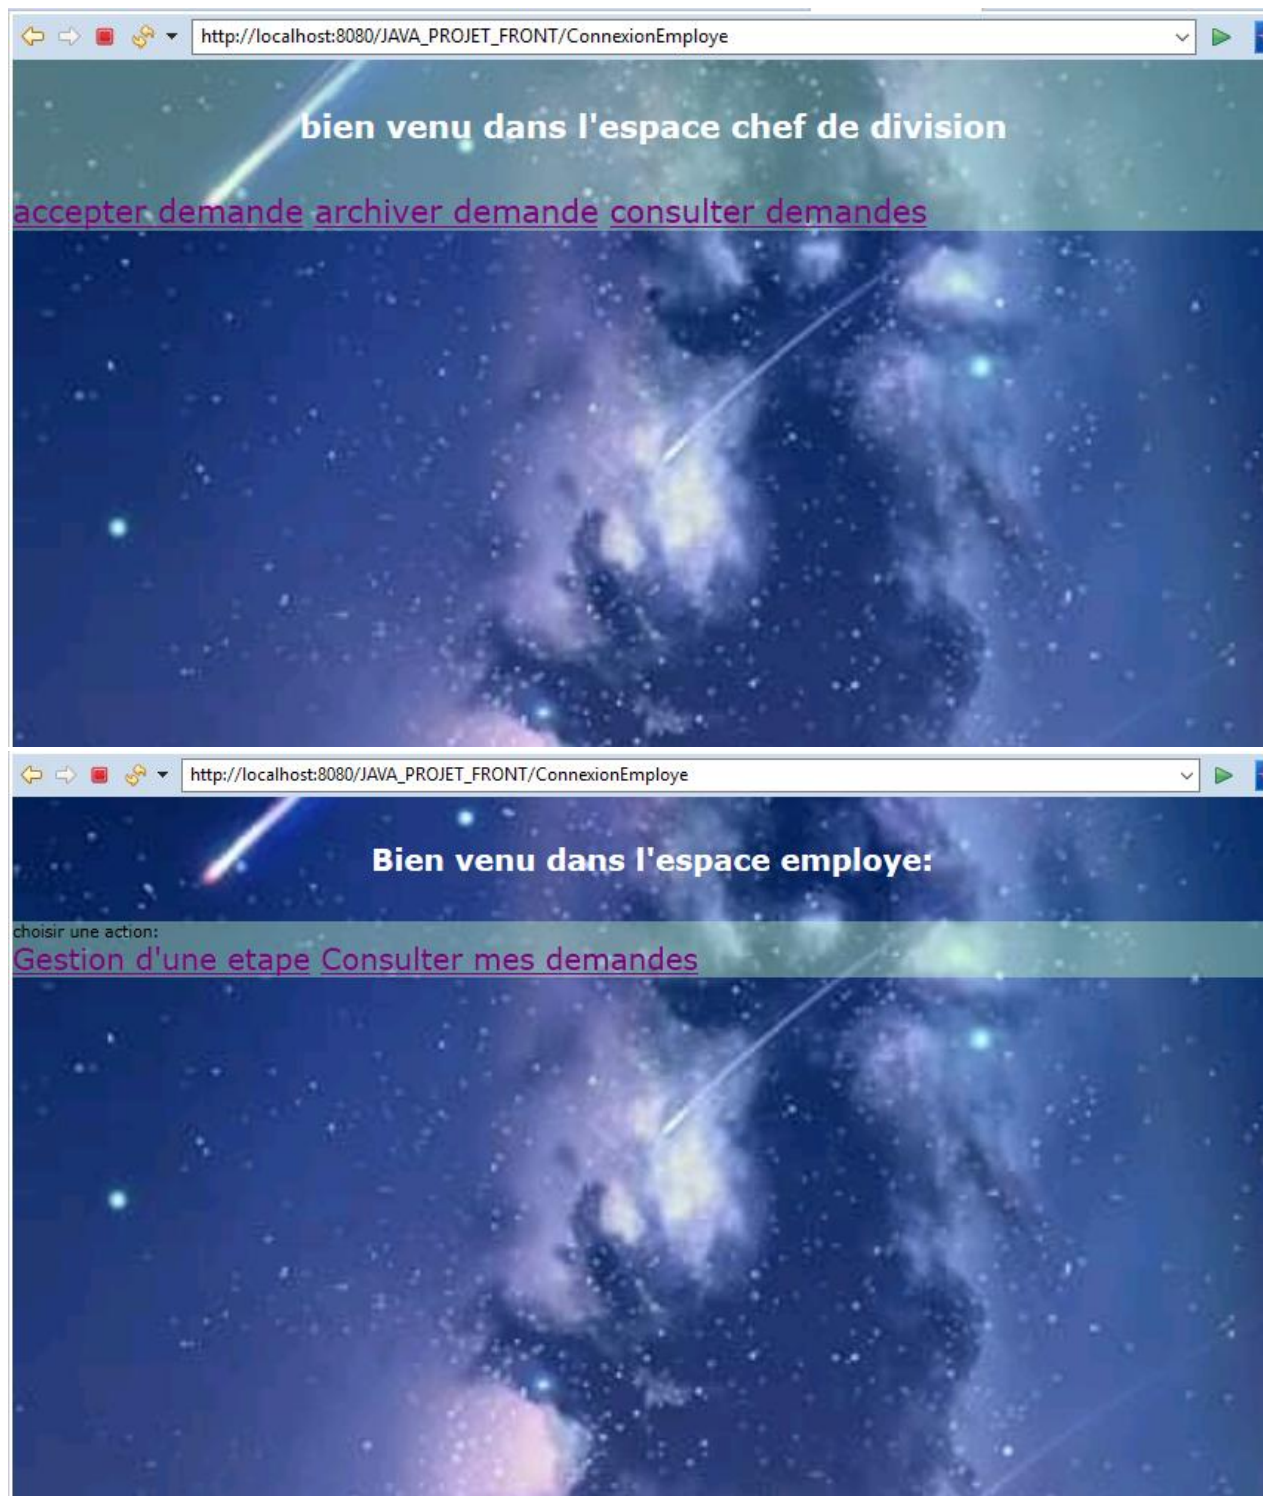 http://localhost:8080/JAVA_PROJET_FRONT/ConnexionEmploye
bien venu dans l'espace chef de division
accepter demande archiver demande consulter demandes
http://localhost:8080/JAVA_PROJET_FRONT/ConnexionEmploye
Bien venu dans l'espace employe:
choisir une action:
Gestion d'une etape Consulter mes demandes